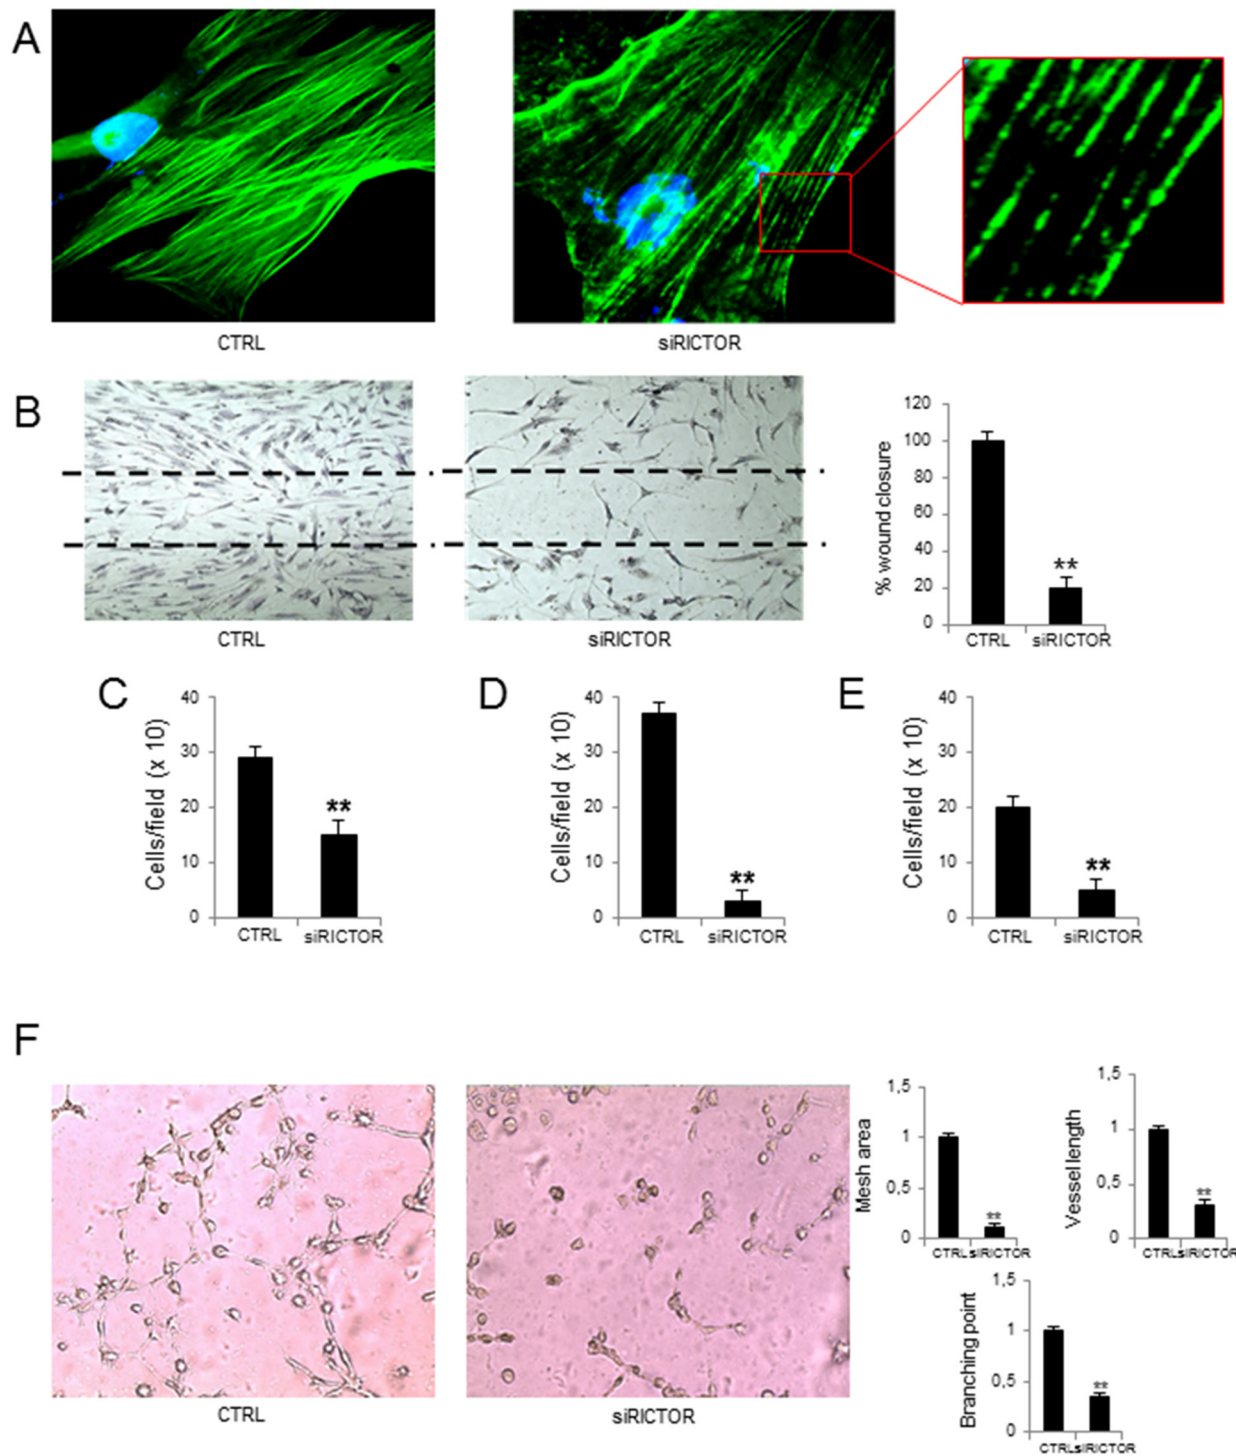 A
CTRL
siRICTOR
B
CTRL
siRICTOR
% wound closure
120
100
80
60
40
20
0
**
CTRL
siRICTOR
C
Cells/field (x 10)
40
30
20
10
0
**
CTRL
siRICTOR
D
Cells/field (x 10)
40
30
20
10
0
**
CTRL
siRICTOR
E
Cells/field (x 10)
40
30
20
10
0
**
CTRL
siRICTOR
F
CTRL
siRICTOR
Mesh area
1,5
1
0,5
0
**
CTRL
siRICTOR
Vessel length
1,5
1
0,5
0
**
CTRL
siRICTOR
Branching point
1,5
1
0,5
0
**
CTRL
siRICTOR